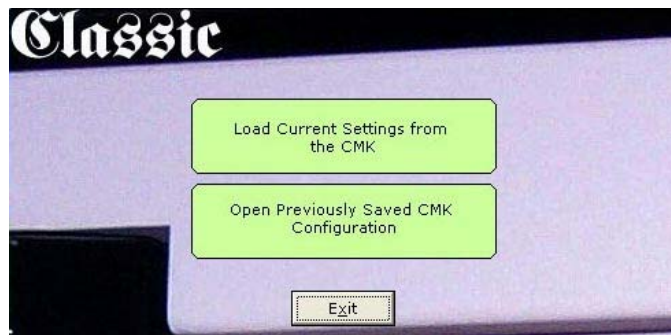 Classic
Load Current Settings from
the CMK
Open Previously Saved CMK
Configuration
Exit